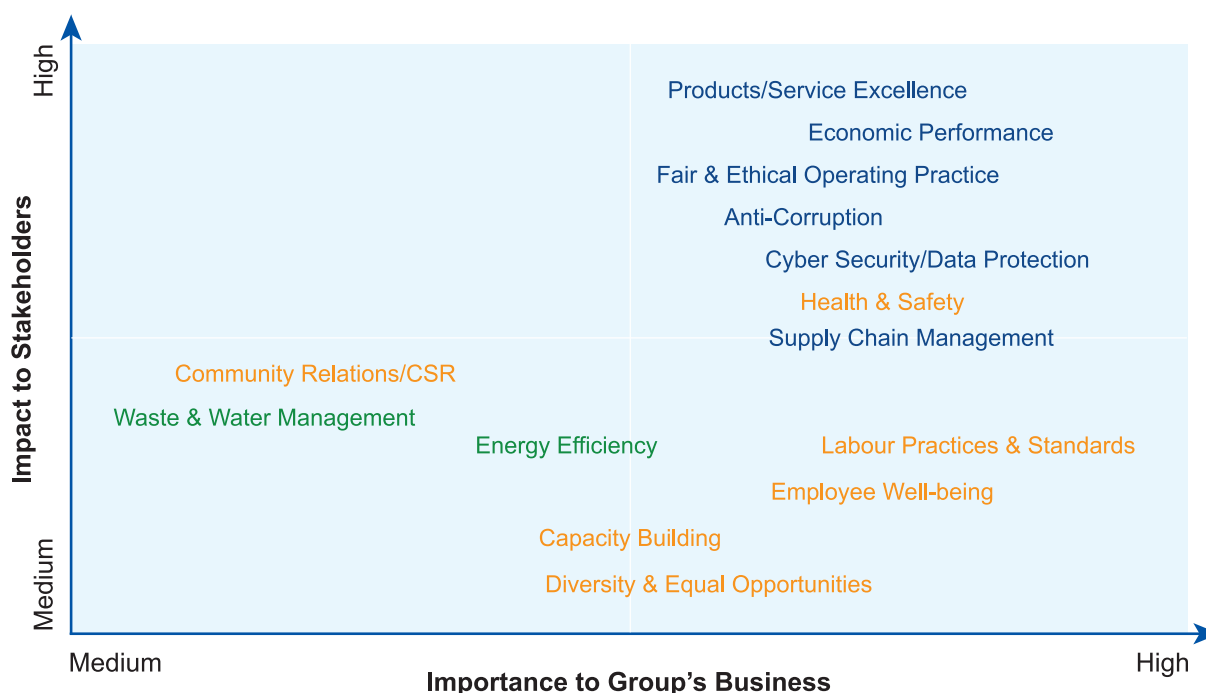 High
Products/Service Excellence
Economic Performance
Fair & Ethical Operating Practice
Anti-Corruption
Cyber Security/Data Protection
Health & Safety
Supply Chain Management
Impact to Stakeholders
Community Relations/CSR
Waste & Water Management
Energy Efficiency
Labour Practices & Standards
Employee Well-being
Capacity Building
Diversity & Equal Opportunities
Medium
Medium
High
Importance to Group’s Business